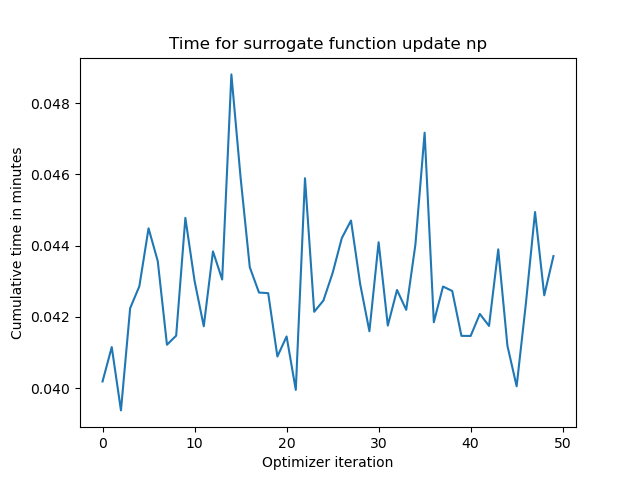 Time for surrogate function update np
Cumulative time in minutes
0.048
0.046
0.044
0.042
0.040
0 10 20 30 40 50
Optimizer iteration